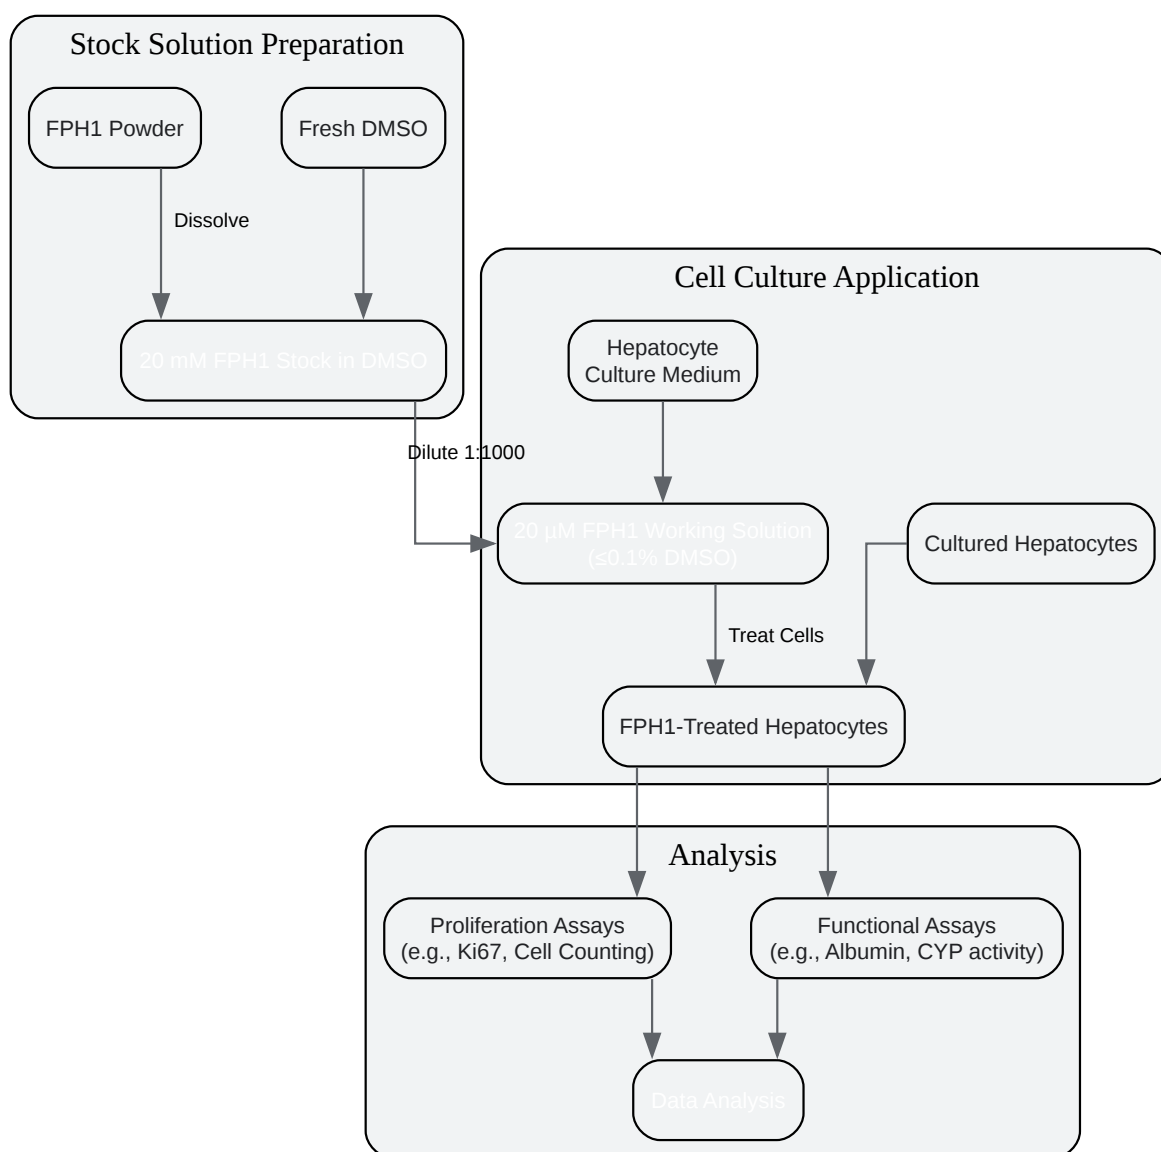 Stock Solution Preparation
FPH1 Powder
Fresh DMSO
Dissolve
20 mM FPH1 Stock in DMSO
Dilute 1:1000
Cell Culture Application
Hepatocyte
Culture Medium
20 µM FPH1 Working Solution
(≤0.1% DMSO)
Cultured Hepatocytes
Treat Cells
FPH1-Treated Hepatocytes
Analysis
Proliferation Assays
(e.g., Ki67, Cell Counting)
Functional Assays
(e.g., Albumin, CYP activity)
Data Analysis